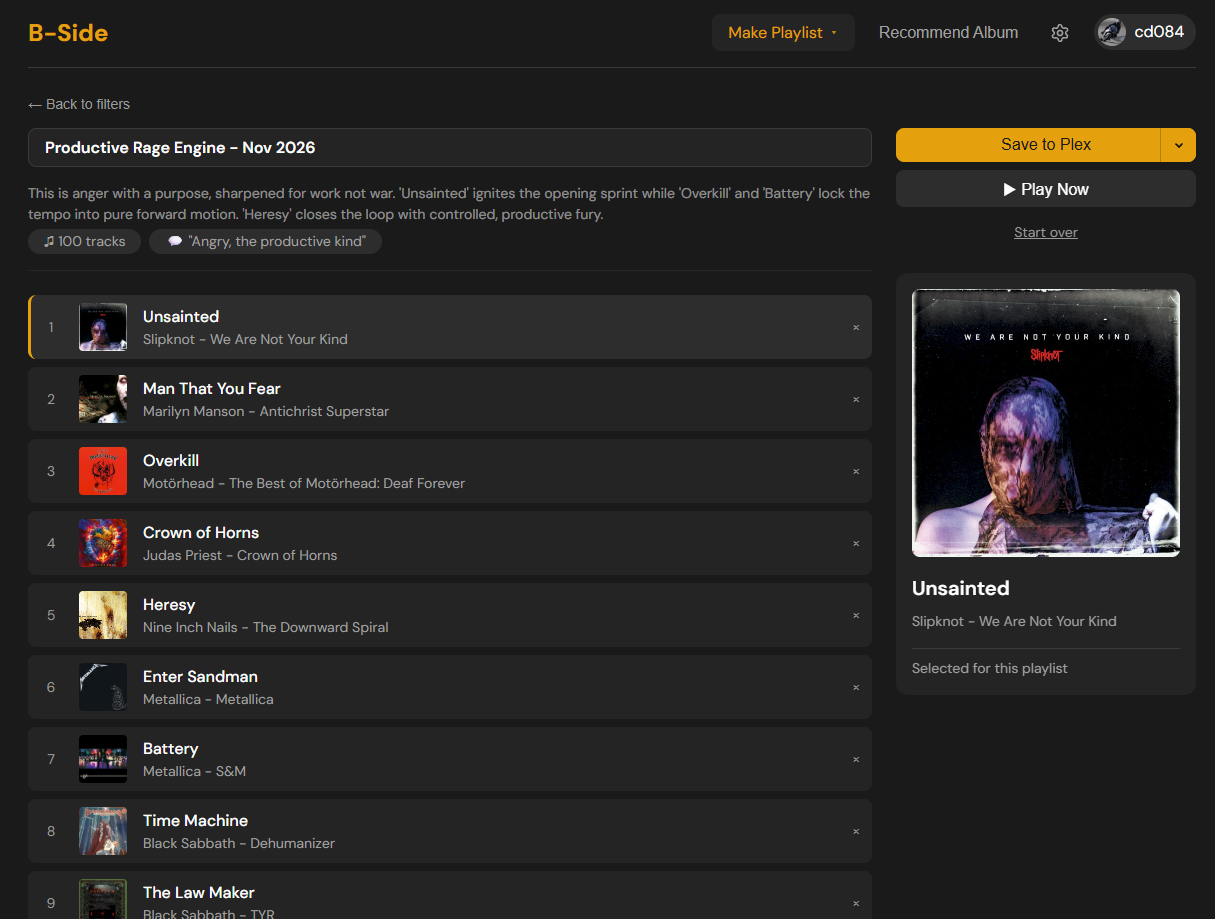 B-Side
Make Playlist
Recommend Album
cd084
← Back to filters
Productive Rage Engine - Nov 2026
Save to Plex
▶ Play Now
Start over
This is anger with a purpose, sharpened for work not war. 'Unsainted' ignites the opening sprint while 'Overkill' and 'Battery' lock the
tempo into pure forward motion. 'Heresy' closes the loop with controlled, productive fury.
♫ 100 tracks
💬 "Angry, the productive kind"
1
Unsainted
Slipknot - We Are Not Your Kind
×
2
Man That You Fear
Marilyn Manson - Antichrist Superstar
×
3
Overkill
Motörhead - The Best of Motörhead: Deaf Forever
×
4
Crown of Horns
Judas Priest - Crown of Horns
×
5
Heresy
Nine Inch Nails - The Downward Spiral
×
6
Enter Sandman
Metallica - Metallica
×
7
Battery
Metallica - S&M
×
8
Time Machine
Black Sabbath - Dehumanizer
×
9
The Law Maker
Black Sabbath - TYR
×
WE ARE NOT YOUR KIND
Slipknot
Unsainted
Slipknot - We Are Not Your Kind
Selected for this playlist